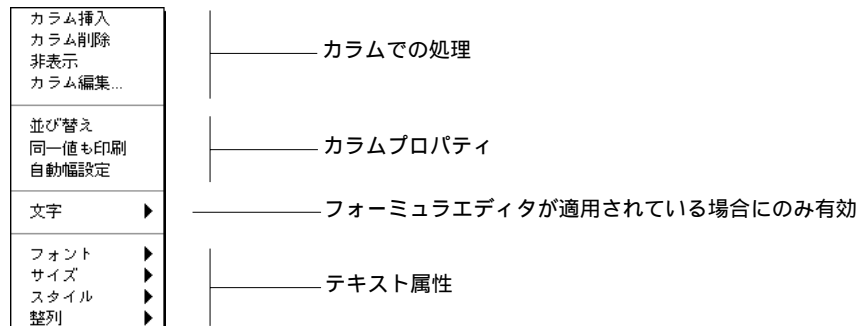 カラム挿入
カラム削除
非表示
カラム編集...
カラムでの処理
並び替え
同一値も印刷
自動幅設定
カラムプロパティ
文字
フォーミュラエディタが適用されている場合にのみ有効
フォント
サイズ
スタイル
整列
テキスト属性